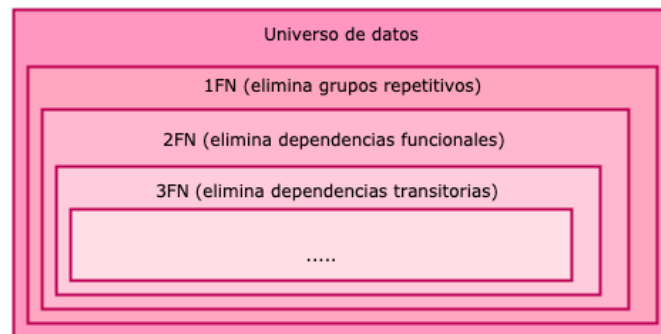 Universo de datos
1FN (elimina grupos repetitivos)
2FN (elimina dependencias funcionales)
3FN (elimina dependencias transitorias)
.....